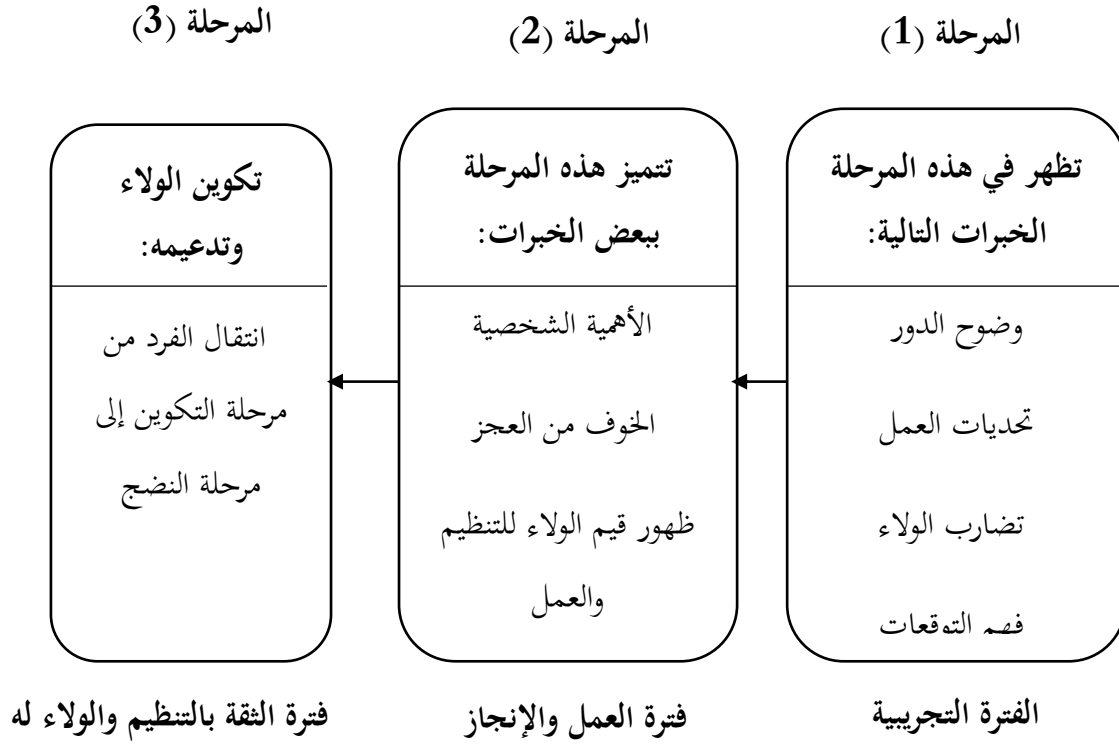 المرحلة (1)
تظهر في هذه المرحلة
الخبرات التالية:
وضوح الدور
تحديات العمل
تضارب الولاء
فهم التوقعات
الفترة التجريبية
المرحلة (2)
تتميز هذه المرحلة
ببعض الخبرات:
الأهمية الشخصية
الخوف من العجز
ظهور قيم الولاء للتنظيم
والعمل
فترة العمل والإنجاز
المرحلة (3)
تكوين الولاء
وتدعيمه:
انتقال الفرد من
مرحلة التكوين إلى
مرحلة النضج
فترة الثقة بالتنظيم والولاء له